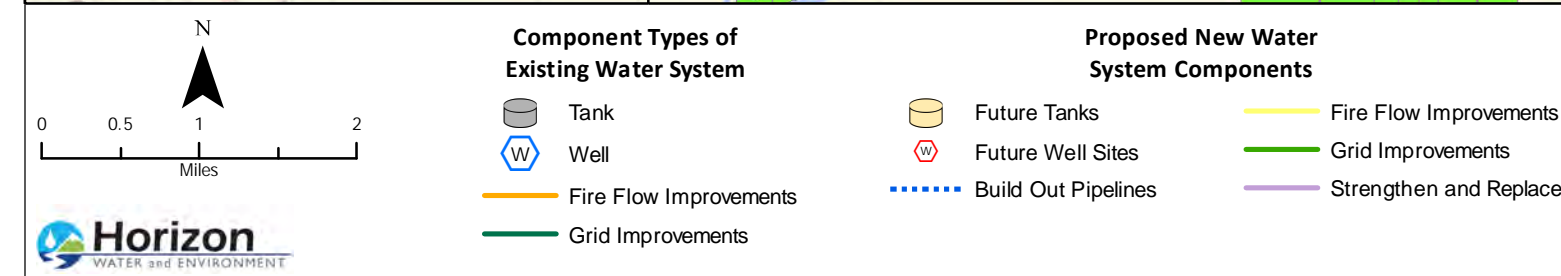 N
0 0.5 1 2
Miles
Horizon
WATER and ENVIRONMENT
Component Types of
Existing Water System
Tank
W Well
Fire Flow Improvements
Grid Improvements
Proposed New Water
System Components
Future Tanks
W Future Well Sites
Build Out Pipelines
Fire Flow Improvements
Grid Improvements
Strengthen and Replace